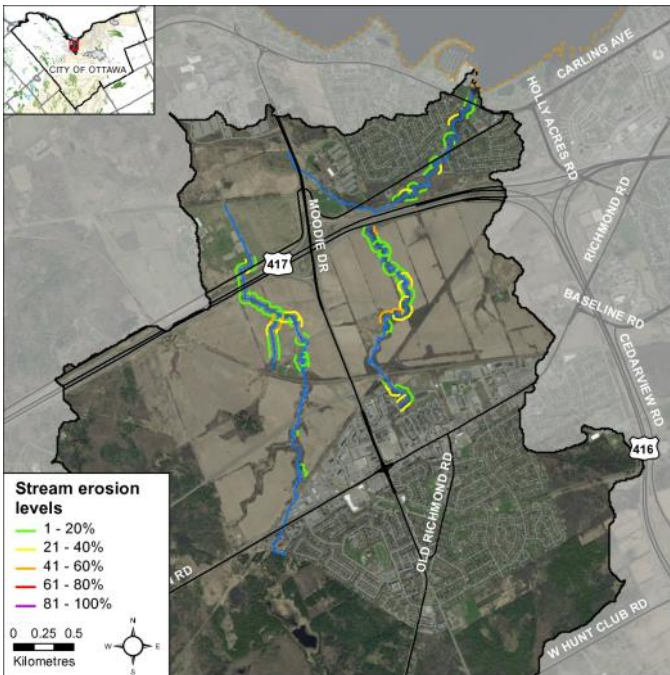 CITY OF OTTAWA
CARLING AVE
HOLLY ACRES RD
RICHMOND RD
MOODIE DR
417
BASELINE RD
CEDARVIEW RD
416
OLD RICHMOND RD
RD
W HUNT CLUB RD
Stream erosion
levels
1 - 20%
21 - 40%
41 - 60%
61 - 80%
81 - 100%
0 0.25 0.5
Kilometres
N
W E
S